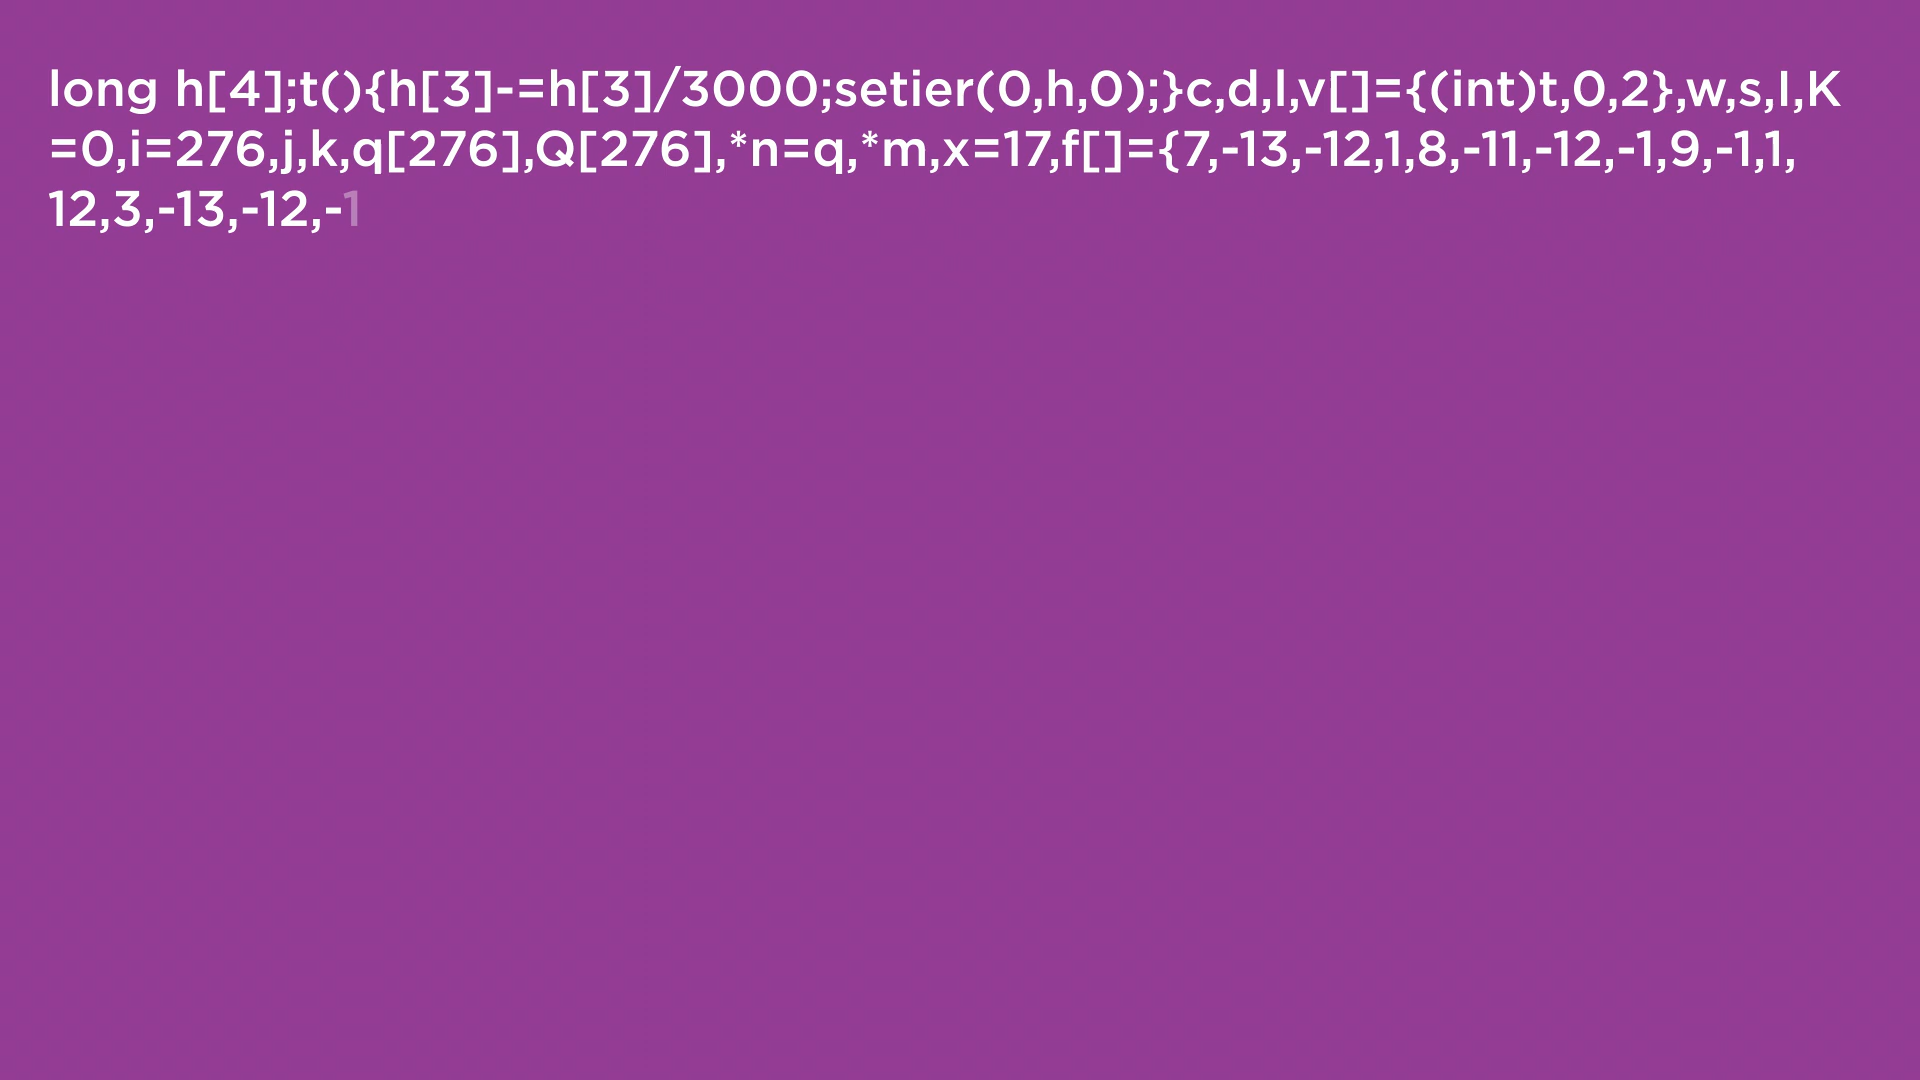 long h[4];t(){h[3]-=h[3]/3000;setier(0,h,0);}c,d,l,v[]={(int)t,0,2},w,s,I,K
=0,i=276,j,k,q[276],Q[276],*n=q,*m,x=17,f[]={7,-13,-12,1,8,-11,-12,-1,9,-1,1,
12,3,-13,-12,-1